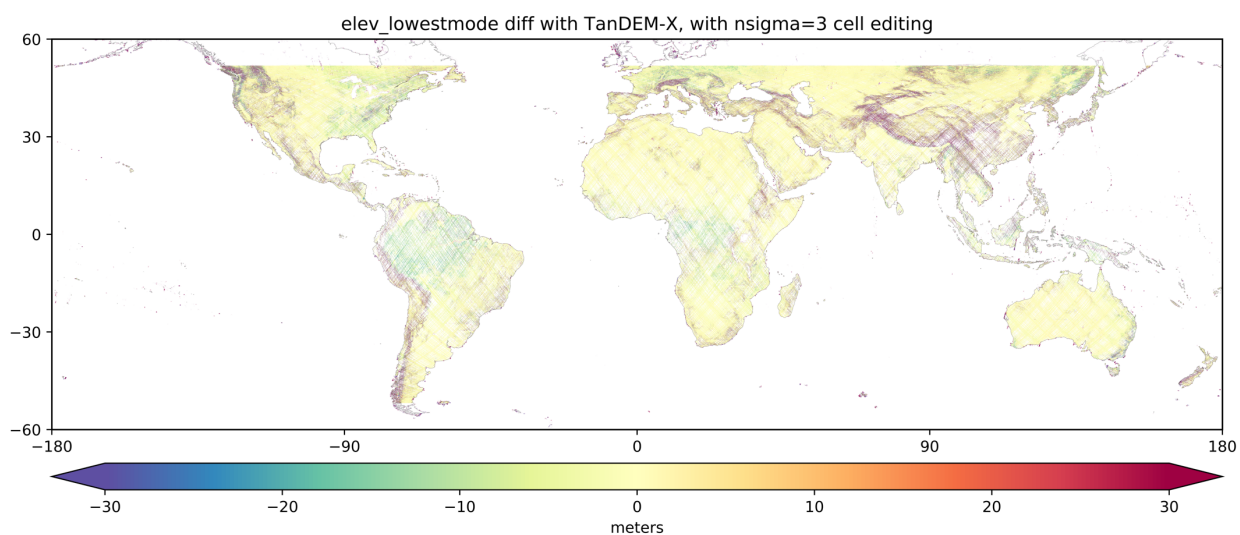 elev_lowestmode diff with TanDEM-X, with nsigma=3 cell editing
60
30
0
−30
−60
−180 −90 0 90 180
−30 −20 −10 0 10 20 30
meters